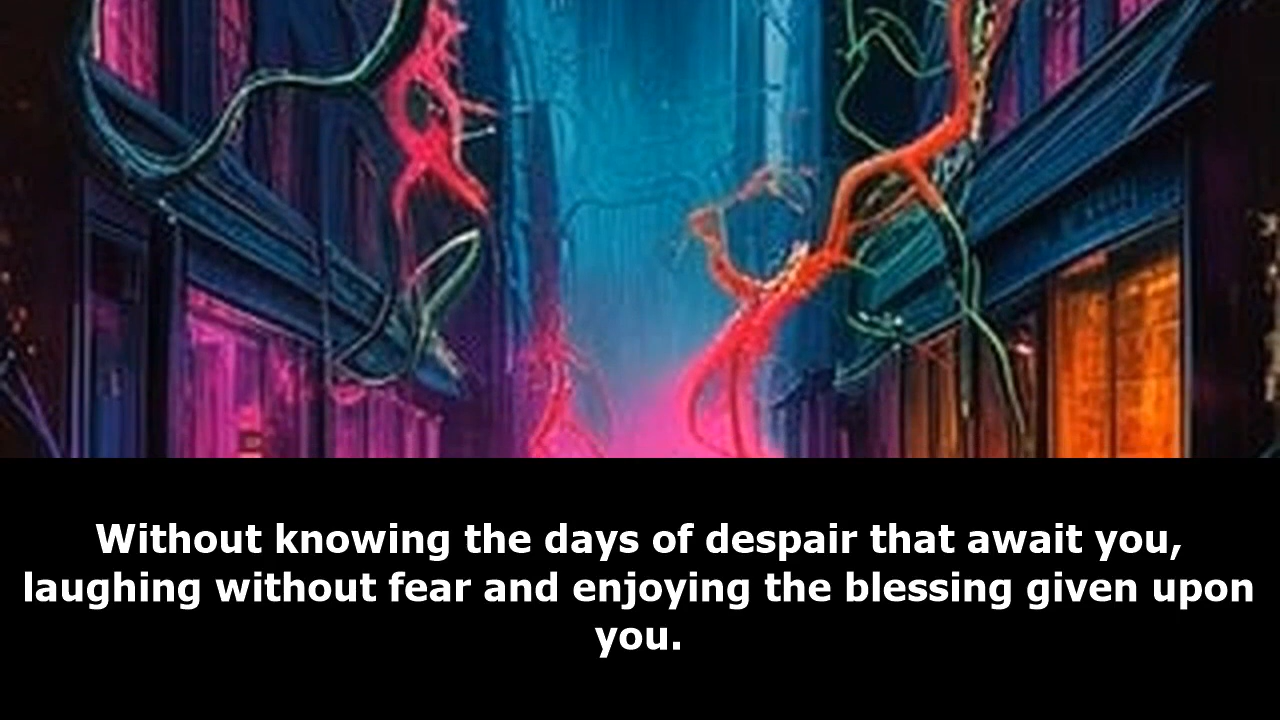 Without knowing the days of despair that await you,
laughing without fear and enjoying the blessing given upon
you.